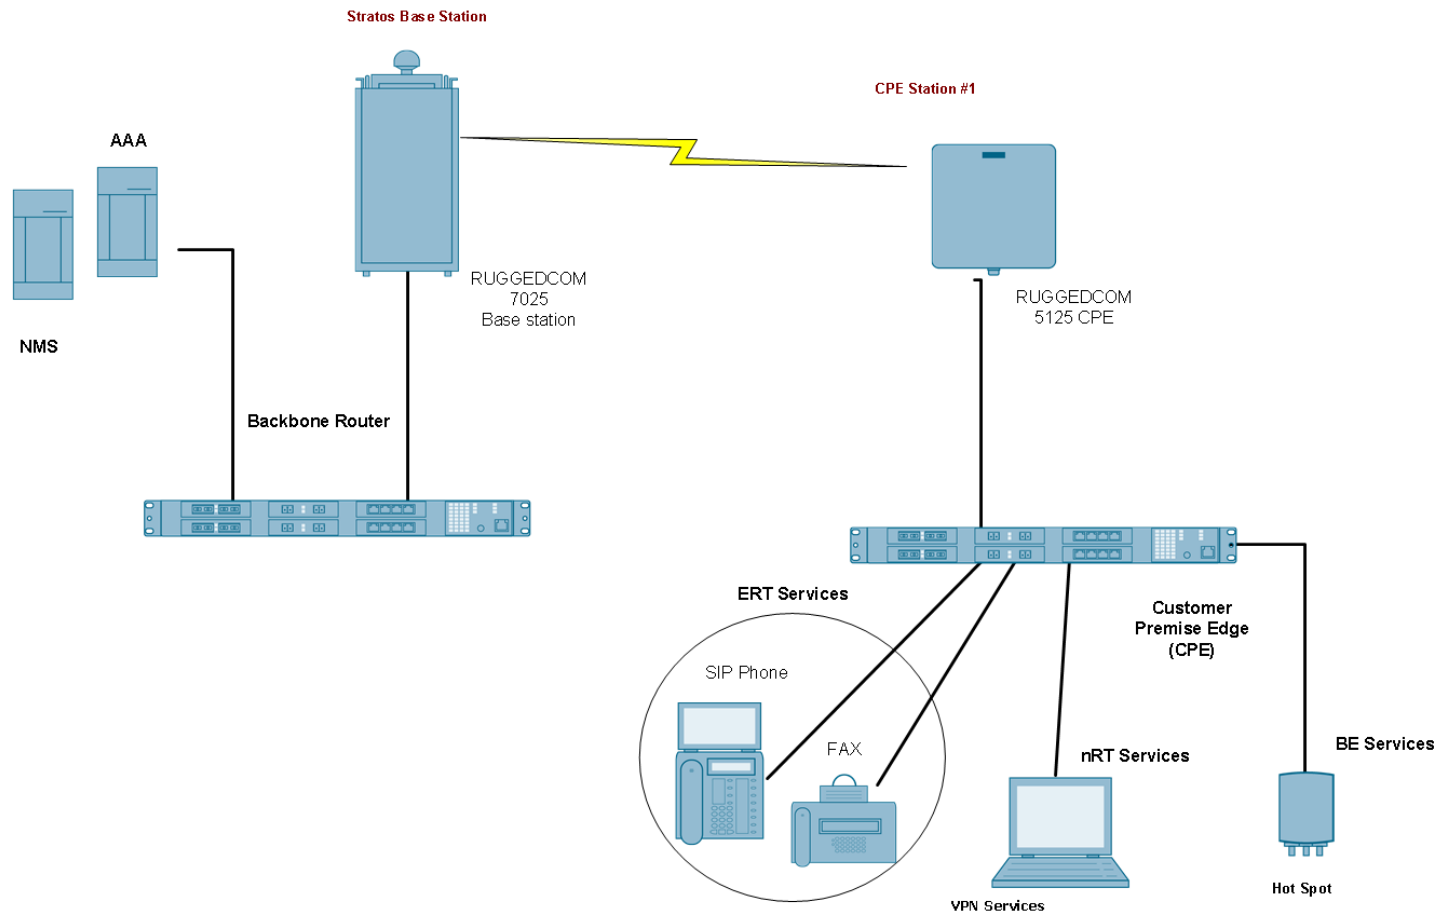 Stratos Base Station
CPE Station #1
AAA
NMS
RUGGEDCOM
7025
Base station
RUGGEDCOM
5125 CPE
Backbone Router
ERT Services
Customer
Premise Edge
(CPE)
SIP Phone
FAX
nRT Services
BE Services
Hot Spot
VPN Services